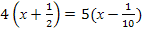 4(x + 1/2) = 5(x − 1/10)